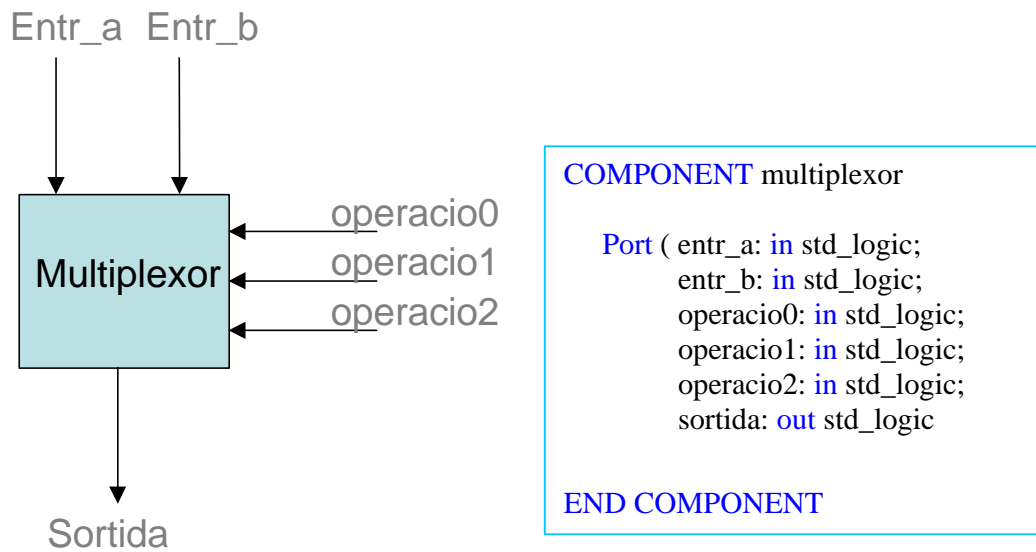 Entr_a Entr_b
operacio0
operacio1
operacio2
Multiplexor
Sortida
COMPONENT multiplexor
Port ( entr_a: in std_logic;
entr_b: in std_logic;
operacio0: in std_logic;
operacio1: in std_logic;
operacio2: in std_logic;
sortida: out std_logic
END COMPONENT